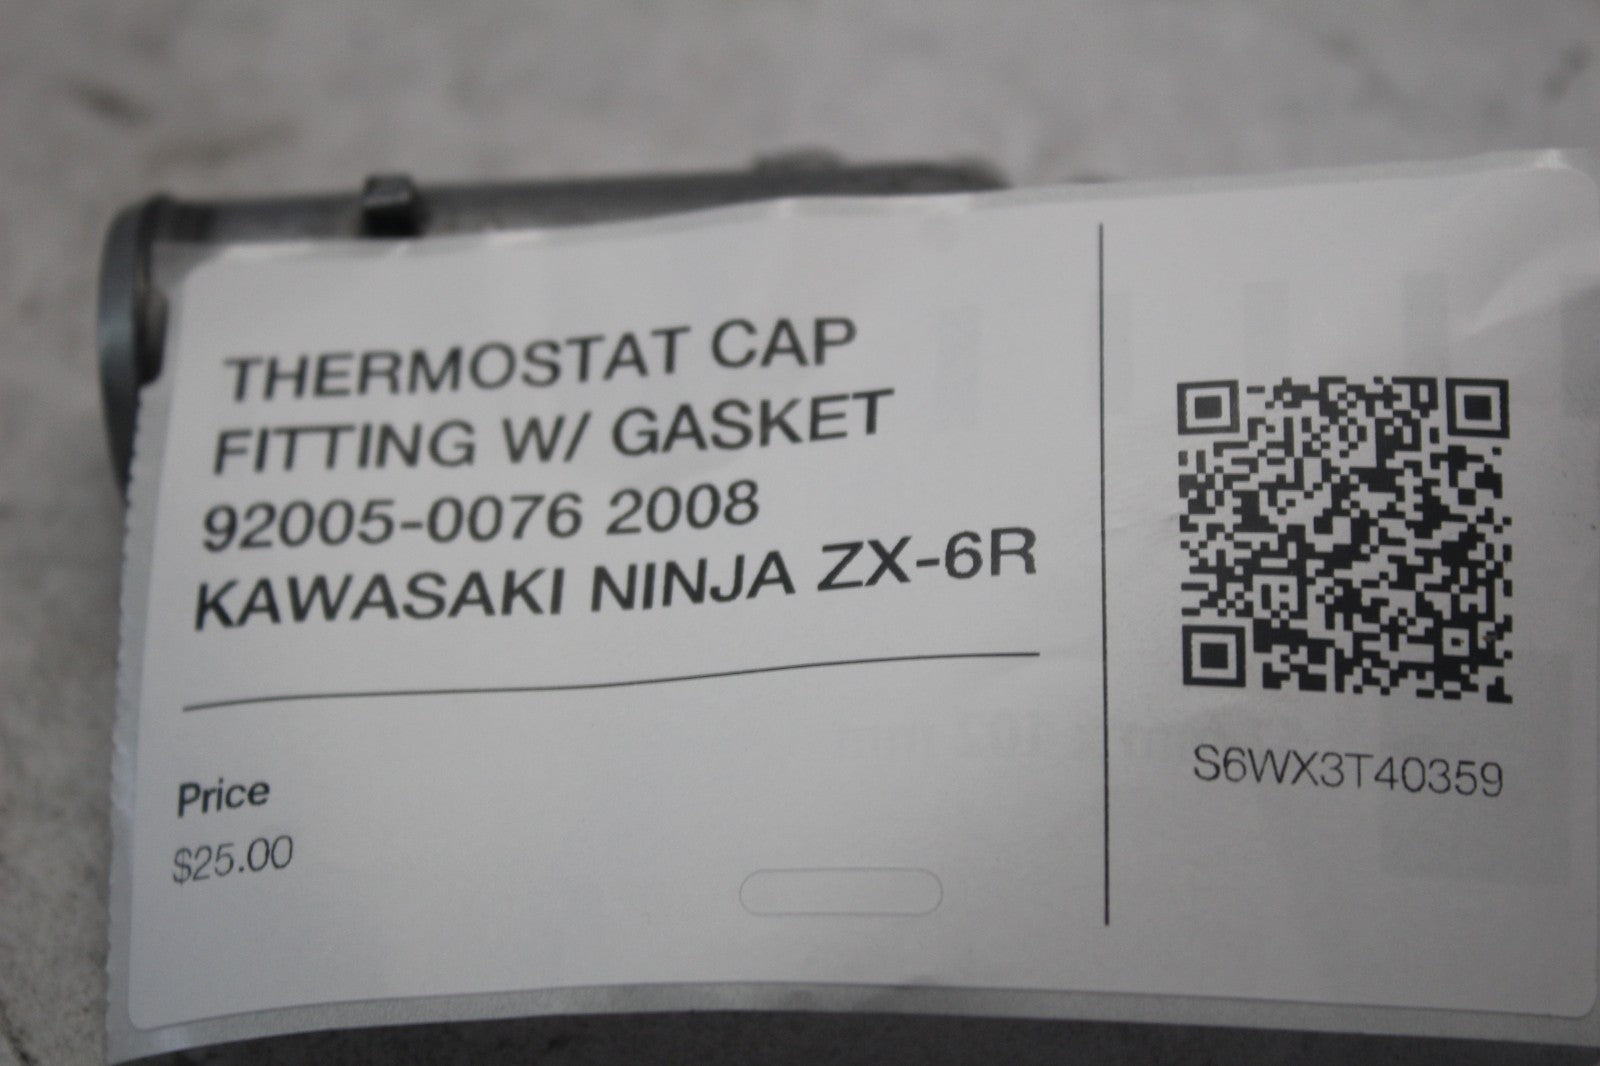 THERMOSTAT CAP
FITTING W/ GASKET
92005-0076 2008
KAWASAKI NINJA ZX-6R
Price
$25.00
S6WX3T40359